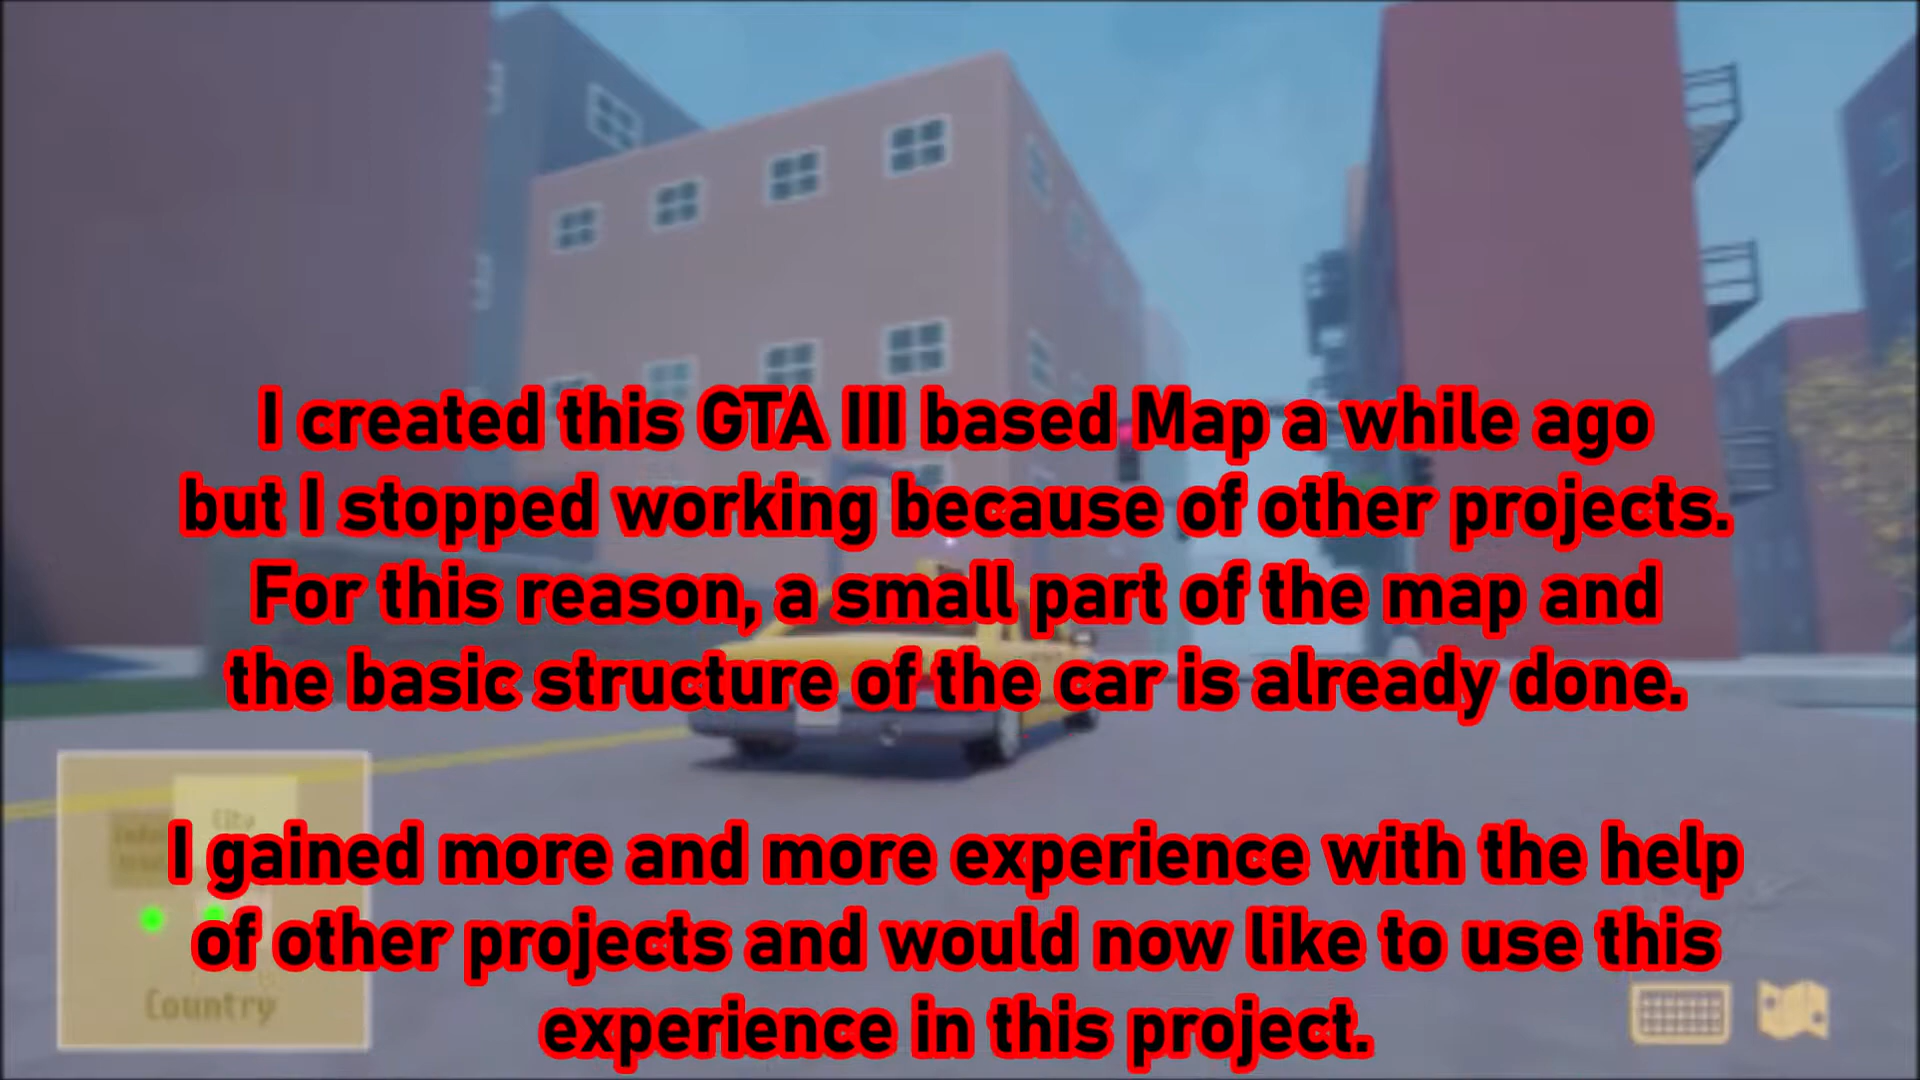 I created this GTA III based Map a while ago
but I stopped working because of other projects.
For this reason, a small part of the map and
the basic structure of the car is already done.
I gained more and more experience with the help
of other projects and would now like to use this
experience in this project.
City
Country